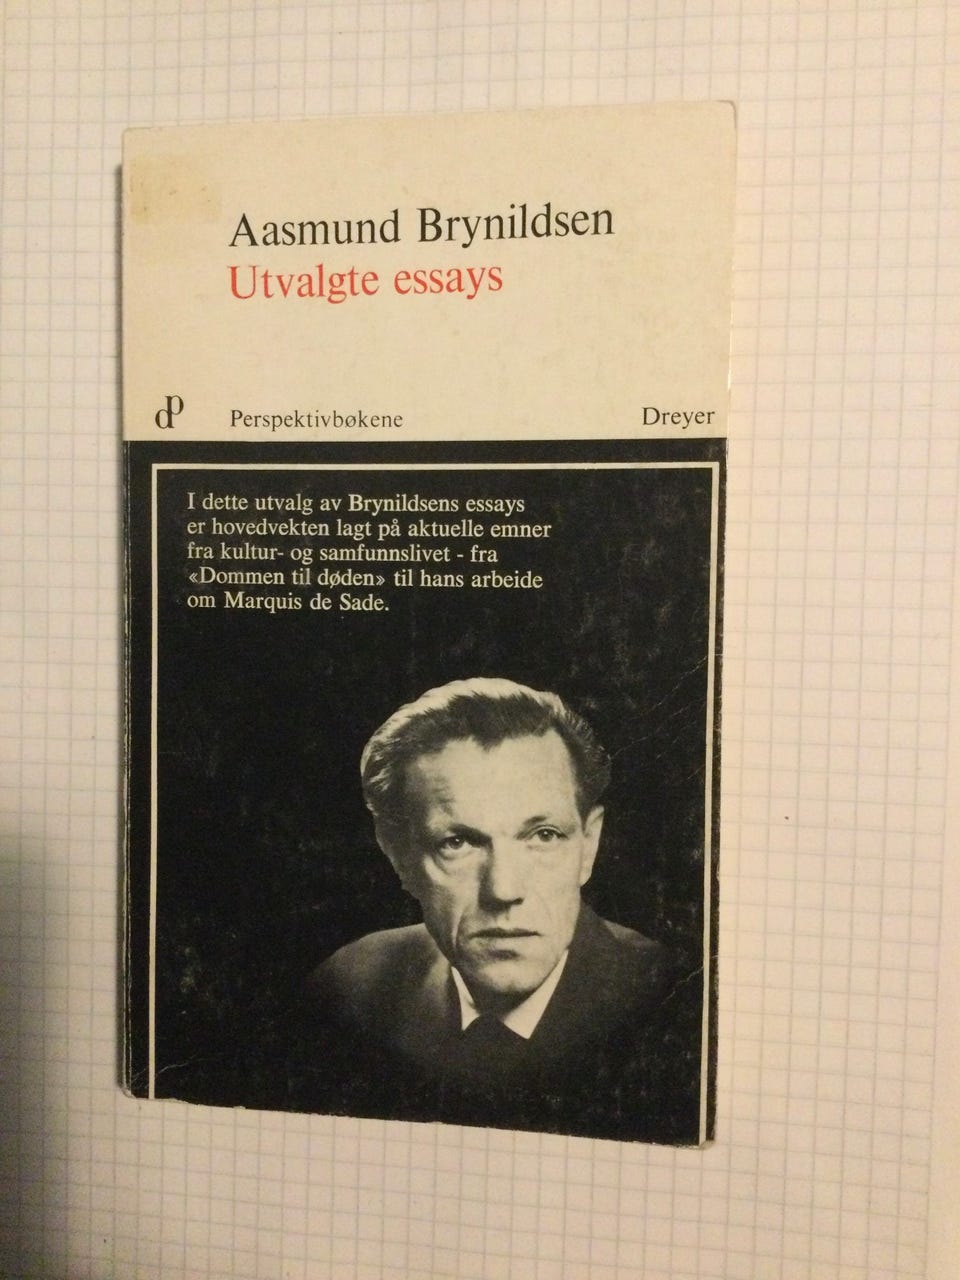 Aasmund Brynildsen
Utvalgte essays
dp Perspektivbøkene Dreyer
I dette utvalg av Brynildsens essays
er hovedvekten lagt på aktuelle emner
fra kultur- og samfunnslivet - fra
«Dommen til døden» til hans arbeide
om Marquis de Sade.